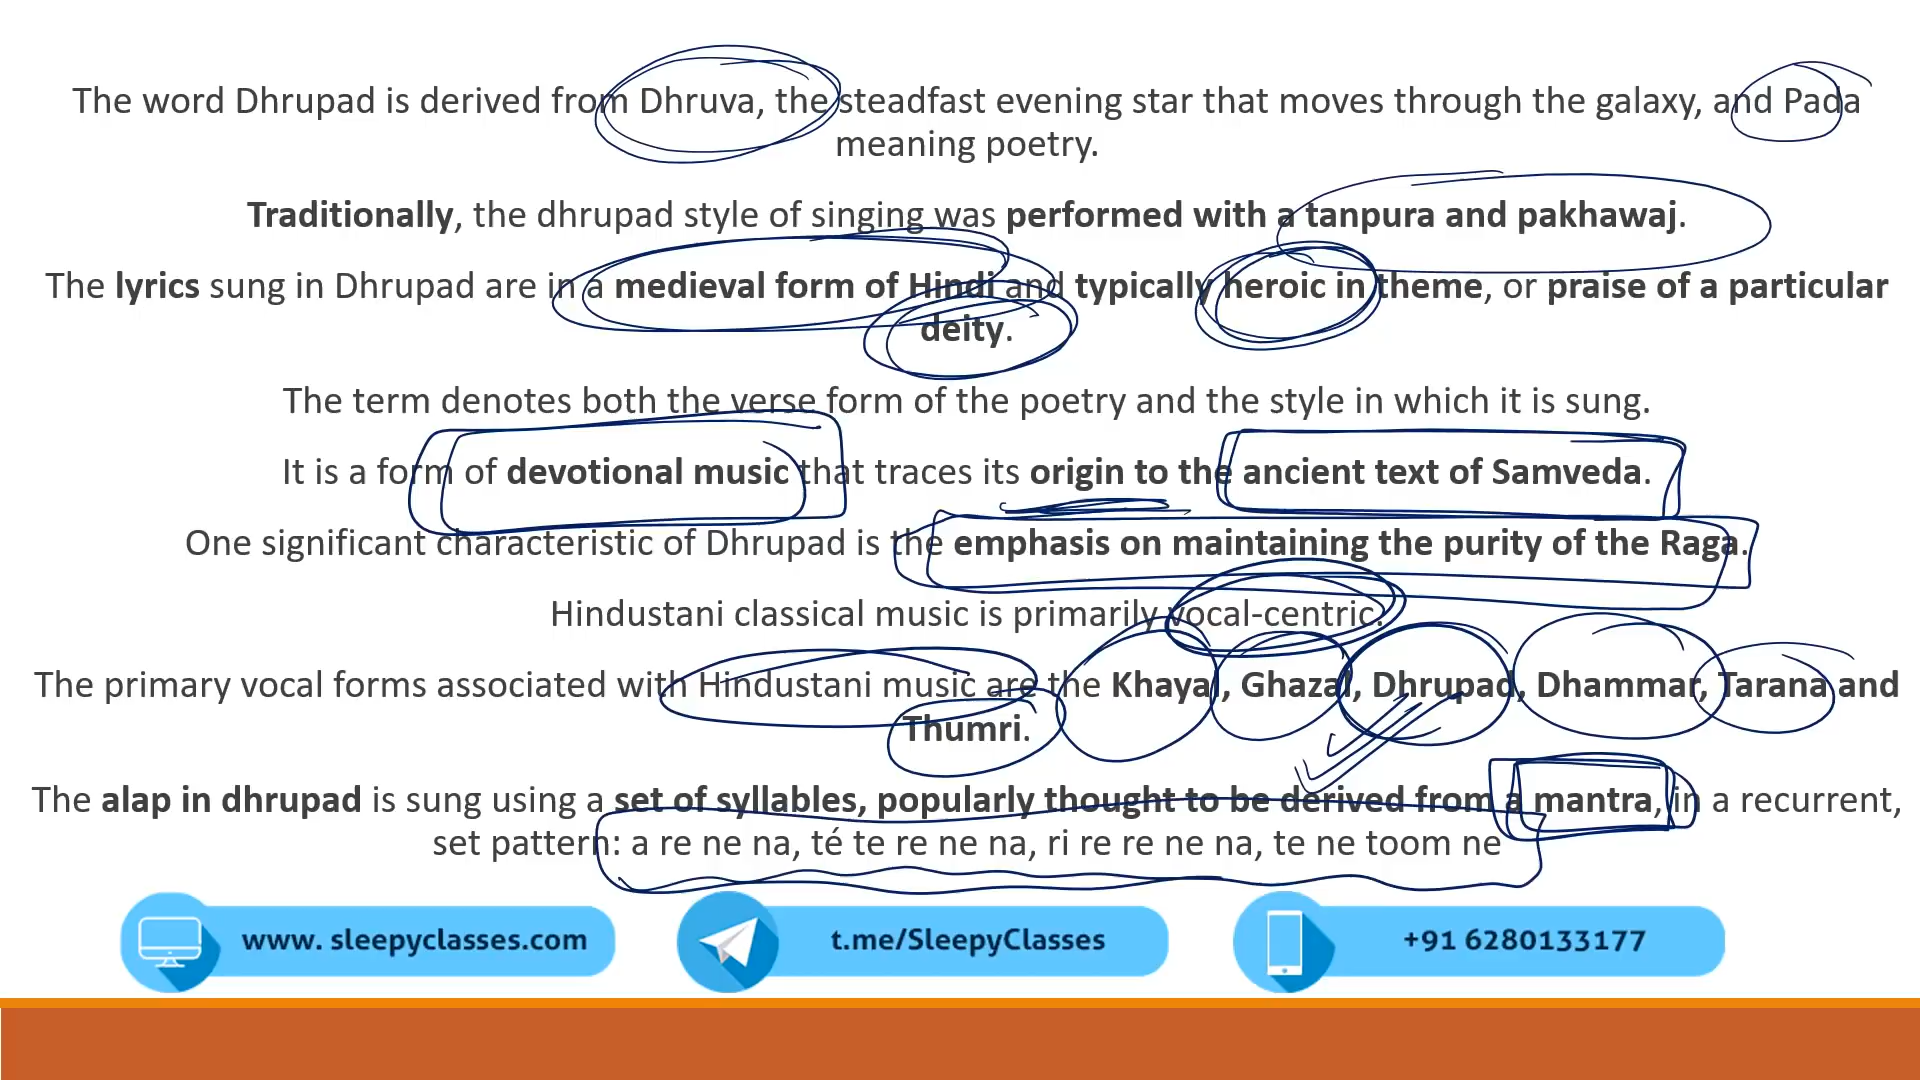 The word Dhrupad is derived from Dhruva, the steadfast evening star that moves through the galaxy, and Pada
meaning poetry.
Traditionally, the dhrupad style of singing was performed with a tanpura and pakhawaj.
The lyrics sung in Dhrupad are in a medieval form of Hindi and typically heroic in theme, or praise of a particular
deity.
The term denotes both the verse form of the poetry and the style in which it is sung.
It is a form of devotional music that traces its origin to the ancient text of Samveda.
One significant characteristic of Dhrupad is the emphasis on maintaining the purity of the Raga.
Hindustani classical music is primarily vocal-centric.
The primary vocal forms associated with Hindustani music are the Khayal, Ghazal, Dhrupad, Dhammar, Tarana and
Thumri.
The alap in dhrupad is sung using a set of syllables, popularly thought to be derived from a mantra, in a recurrent,
set pattern: a re ne na, té te re ne na, ri re re ne na, te ne toom ne
www. sleepyclasses.com
t.me/SleepyClasses
+91 6280133177